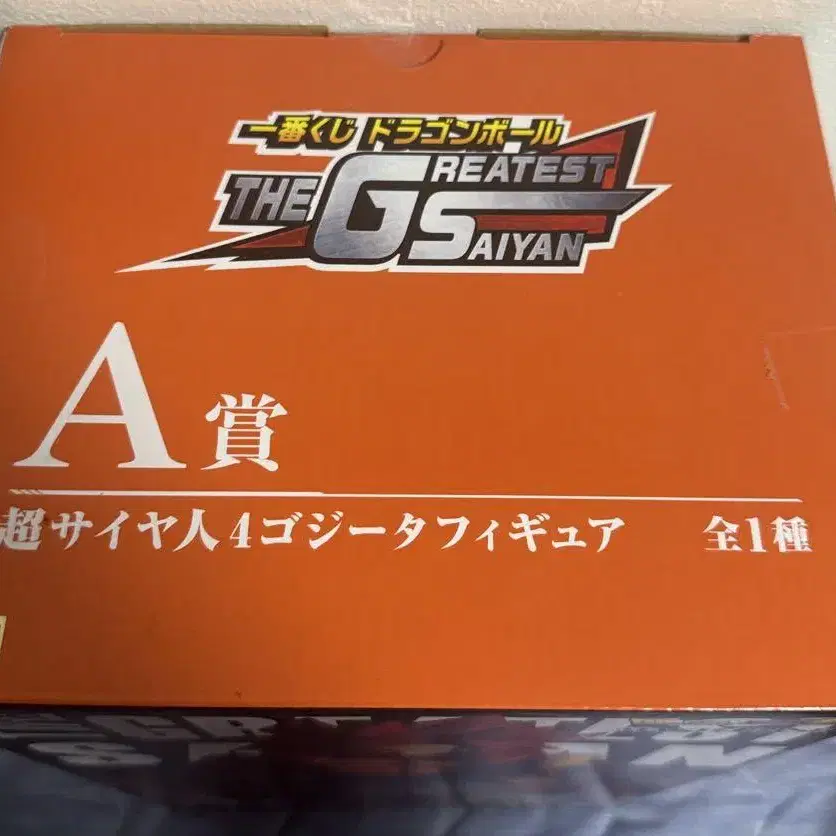 一番くじ ドラゴンボール
THE GREATEST SAIYAN
A賞
超サイヤ人4ゴジータフィギュア 全1種